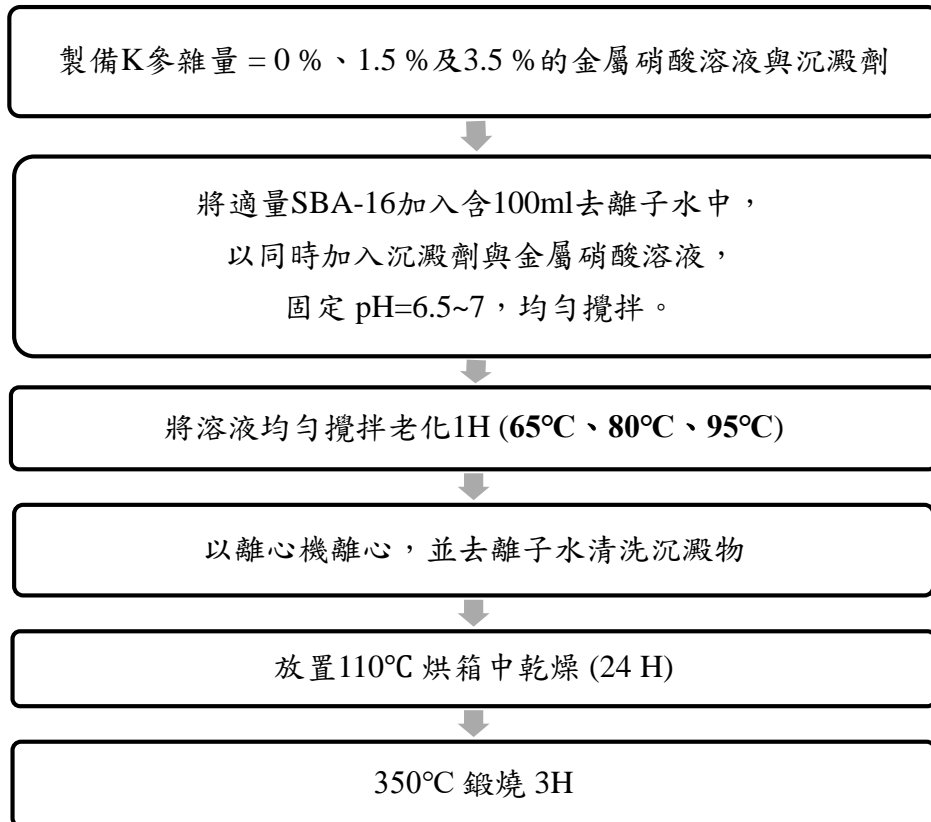 製備K參雜量 = 0 %、1.5 %及3.5 %的金屬硝酸溶液與沉澱劑
將適量SBA-16加入含100ml去離子水中，
以同時加入沉澱劑與金屬硝酸溶液，
固定 pH=6.5~7，均勻攪拌。
將溶液均勻攪拌老化1H (65℃、80℃、95℃)
以離心機離心，並去離子水清洗沉澱物
放置110℃ 烘箱中乾燥 (24 H)
350°C 鍛燒 3H